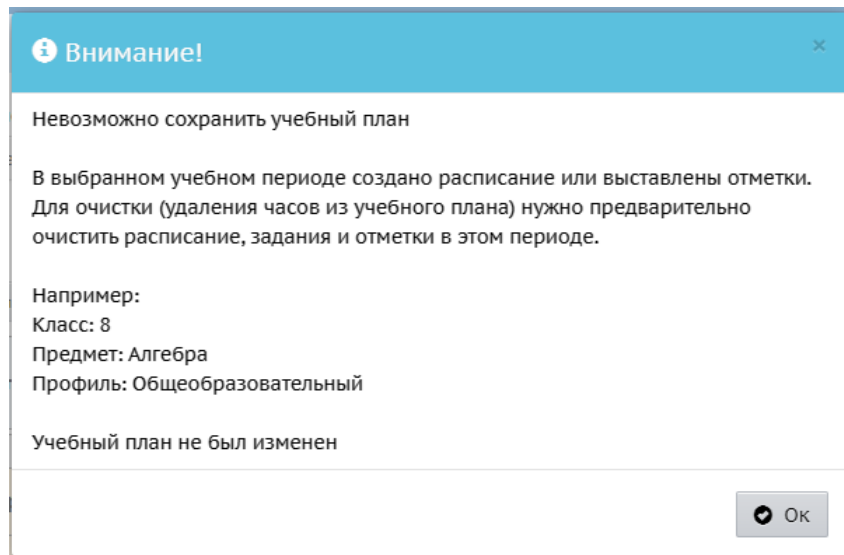 Внимание!
Невозможно сохранить учебный план
В выбранном учебном периоде создано расписание или выставлены отметки.
Для очистки (удаления часов из учебного плана) нужно предварительно
очистить расписание, задания и отметки в этом периоде.
Например:
Класс: 8
Предмет: Алгебра
Профиль: Общеобразовательный
Учебный план не был изменен
Ок